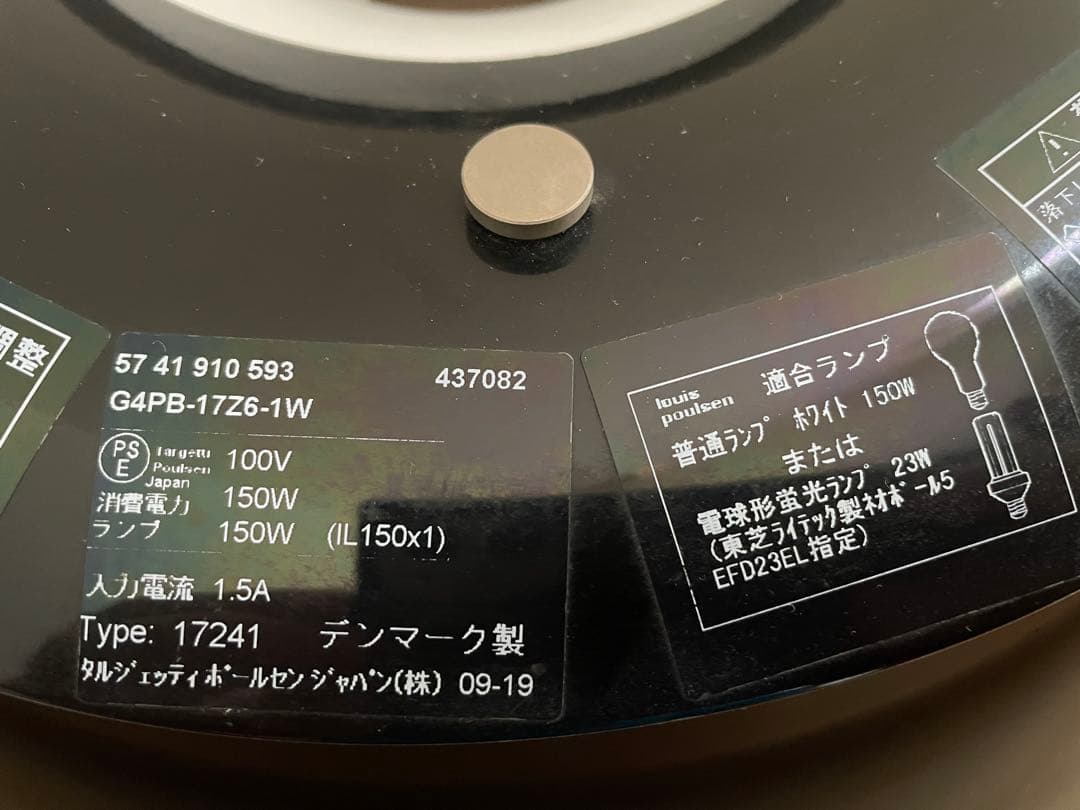 調整
57 41 910 593
437082
G4PB-17Z6-1W
PS
E
Targetti
Poulsen
Japan
100V
消費電力 150W
ランプ 150W (IL150x1)
入力電流 1.5A
Type: 17241 デンマーク製
タルジェッティポールセンジャパン(株) 09-19
louis
poulsen
適合ランプ
普通ランプ ホワイト 150W
または
電球形蛍光ランプ 23W
(東芝ライテック製ネオボール5
EFD23EL指定)
落下し